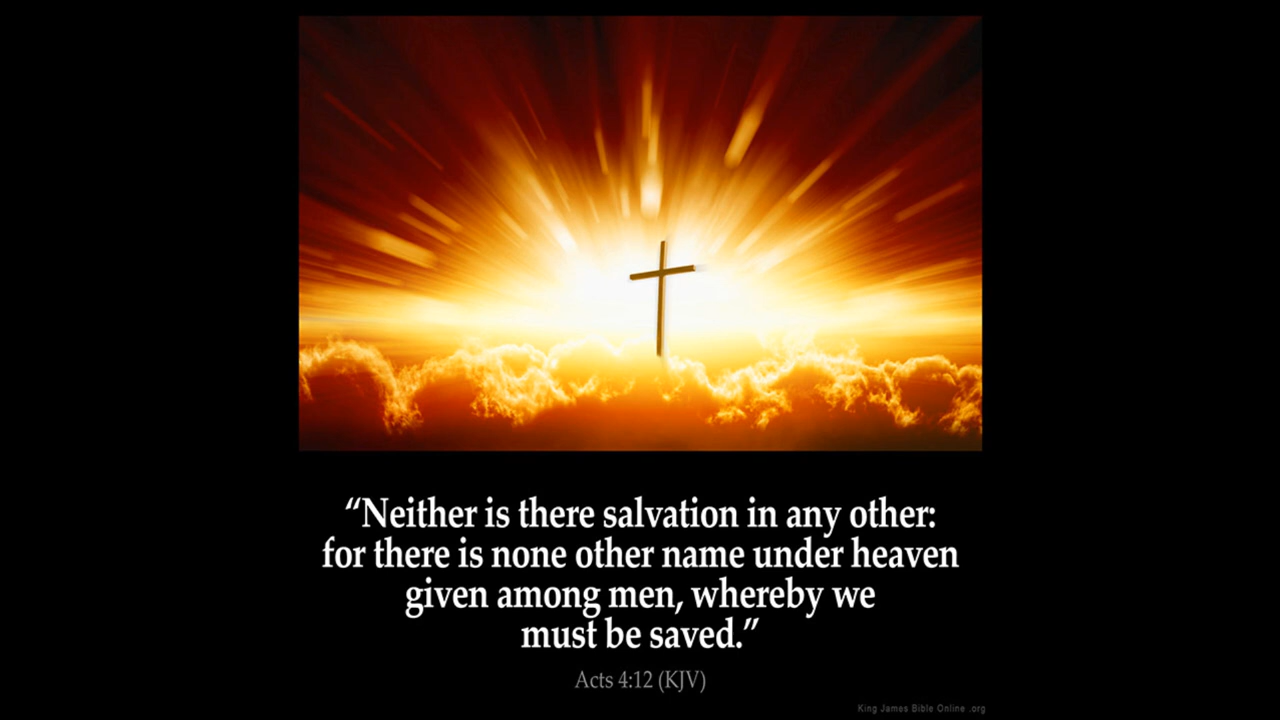 “Neither is there salvation in any other:
for there is none other name under heaven
given among men, whereby we
must be saved.”
Acts 4:12 (KJV)
King James Bible Online .org